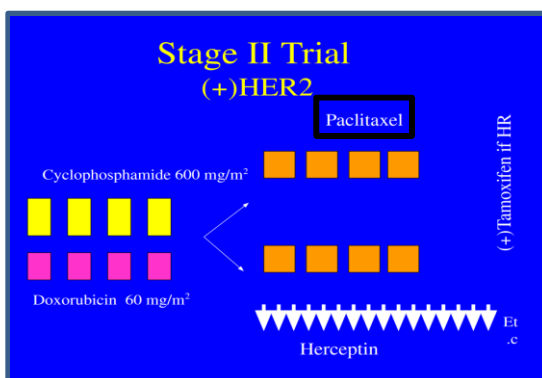 Stage II Trial
(+)HER2
Paclitaxel
Cyclophosphamide 600 mg/m²
Doxorubicin 60 mg/m²
(+)Tamoxifen if HR
Herceptin
Et
.c